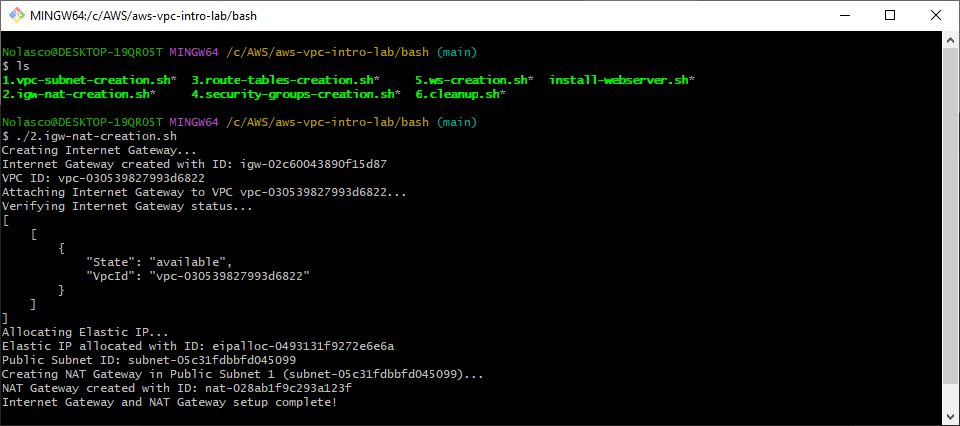 MINGW64:/c/AWS/aws-vpc-intro-lab/bash
Nolasco@DESKTOP-19QR05T MINGW64 /c/AWS/aws-vpc-intro-lab/bash (main)
$ ls
1.vpc-subnet-creation.sh*  3.route-tables-creation.sh*     5.ws-creation.sh*  install-webserver.sh*
2.igw-nat-creation.sh*     4.security-groups-creation.sh*  6.cleanup.sh*
Nolasco@DESKTOP-19QR05T MINGW64 /c/AWS/aws-vpc-intro-lab/bash (main)
$ ./2.igw-nat-creation.sh
Creating Internet Gateway...
Internet Gateway created with ID: igw-02c60043890f15d87
VPC ID: vpc-030539827993d6822
Attaching Internet Gateway to VPC vpc-030539827993d6822...
Verifying Internet Gateway status...
[
    [
        {
            "State": "available",
            "VpcId": "vpc-030539827993d6822"
        }
    ]
]
Allocating Elastic IP...
Elastic IP allocated with ID: eipalloc-0493131f9272e6e6a
Public Subnet ID: subnet-05c31fdbbfd045099
Creating NAT Gateway in Public Subnet 1 (subnet-05c31fdbbfd045099)...
NAT Gateway created with ID: nat-028ab1f9c293a123f
Internet Gateway and NAT Gateway setup complete!